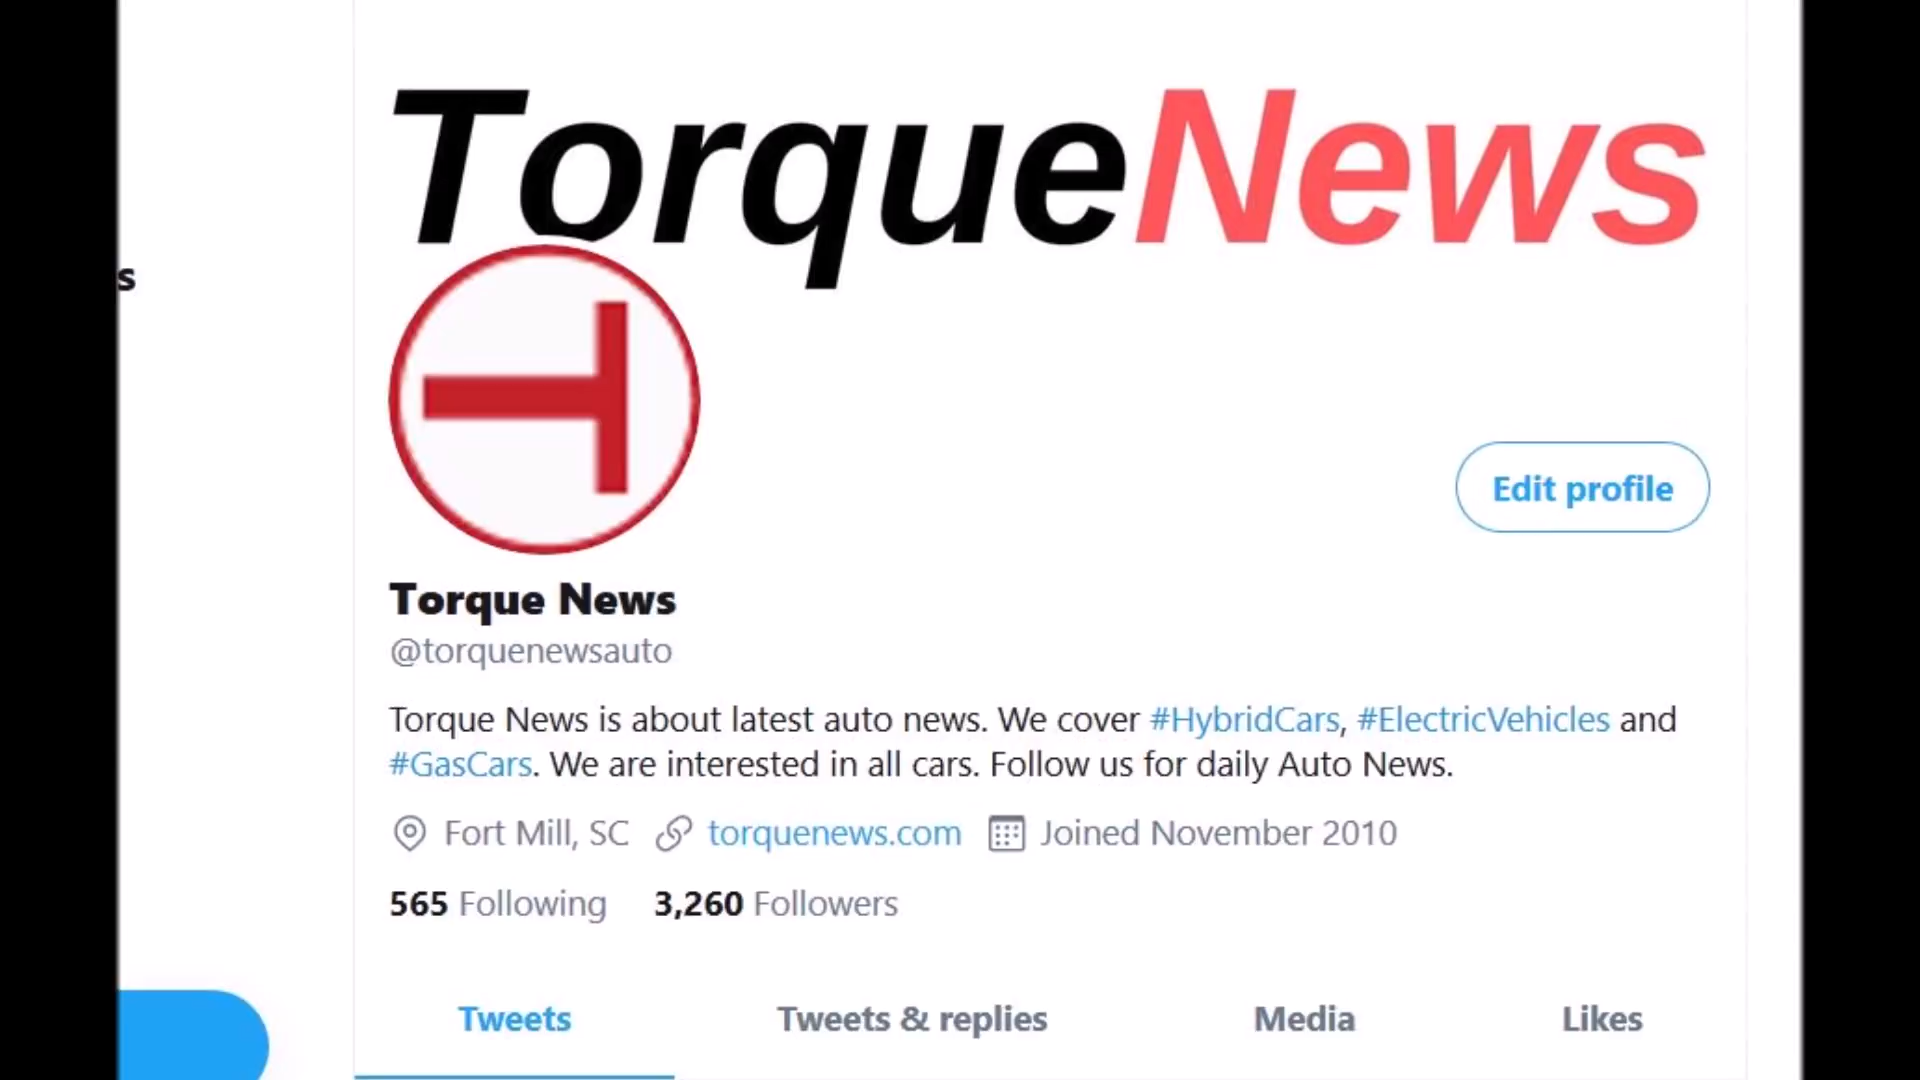 TorqueNews
s
T
Edit profile
Torque News
@torquenewsauto
Torque News is about latest auto news. We cover #HybridCars, #ElectricVehicles and
#GasCars. We are interested in all cars. Follow us for daily Auto News.
Fort Mill, SC torquenews.com Joined November 2010
565 Following 3,260 Followers
Tweets Tweets & replies Media Likes